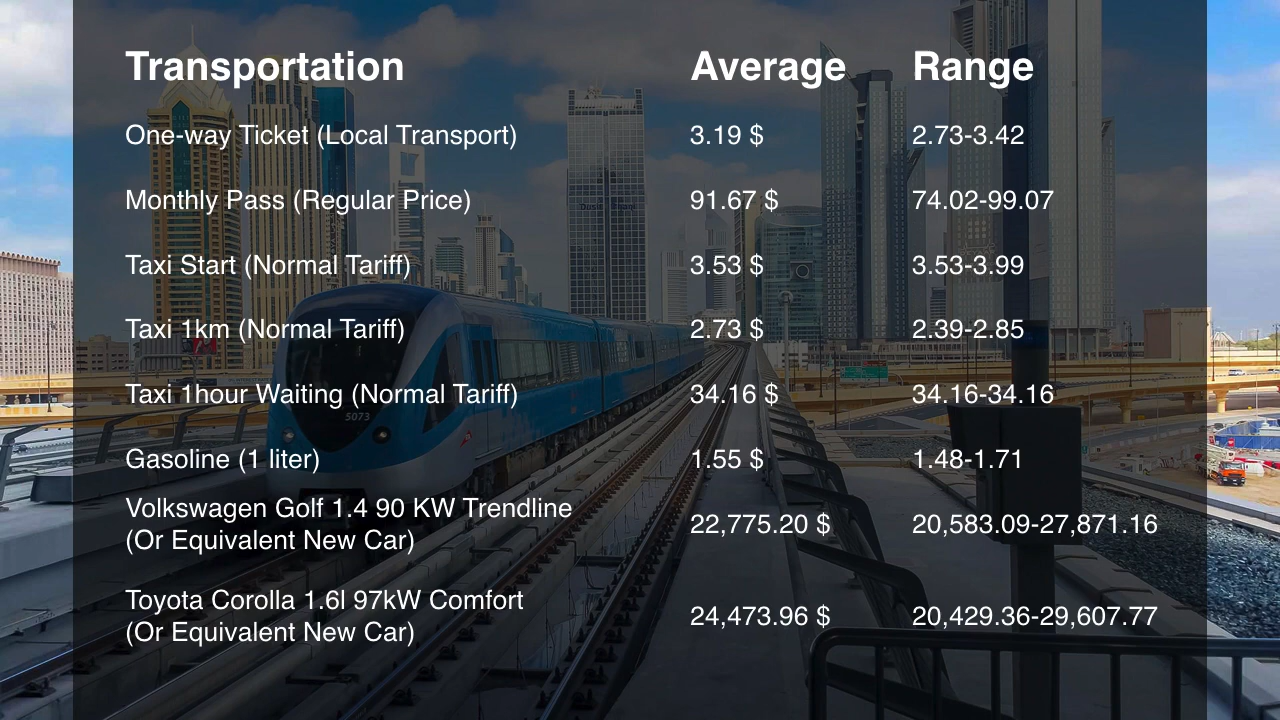 Transportation Average Range
One-way Ticket (Local Transport) 3.19 $ 2.73-3.42
Monthly Pass (Regular Price) 91.67 $ 74.02-99.07
Taxi Start (Normal Tariff) 3.53 $ 3.53-3.99
Taxi 1km (Normal Tariff) 2.73 $ 2.39-2.85
Taxi 1hour Waiting (Normal Tariff) 34.16 $ 34.16-34.16
5073
Gasoline (1 liter) 1.55 $ 1.48-1.71
Volkswagen Golf 1.4 90 KW Trendline
(Or Equivalent New Car) 22,775.20 $ 20,583.09-27,871.16
Toyota Corolla 1.6l 97kW Comfort
(Or Equivalent New Car) 24,473.96 $ 20,429.36-29,607.77